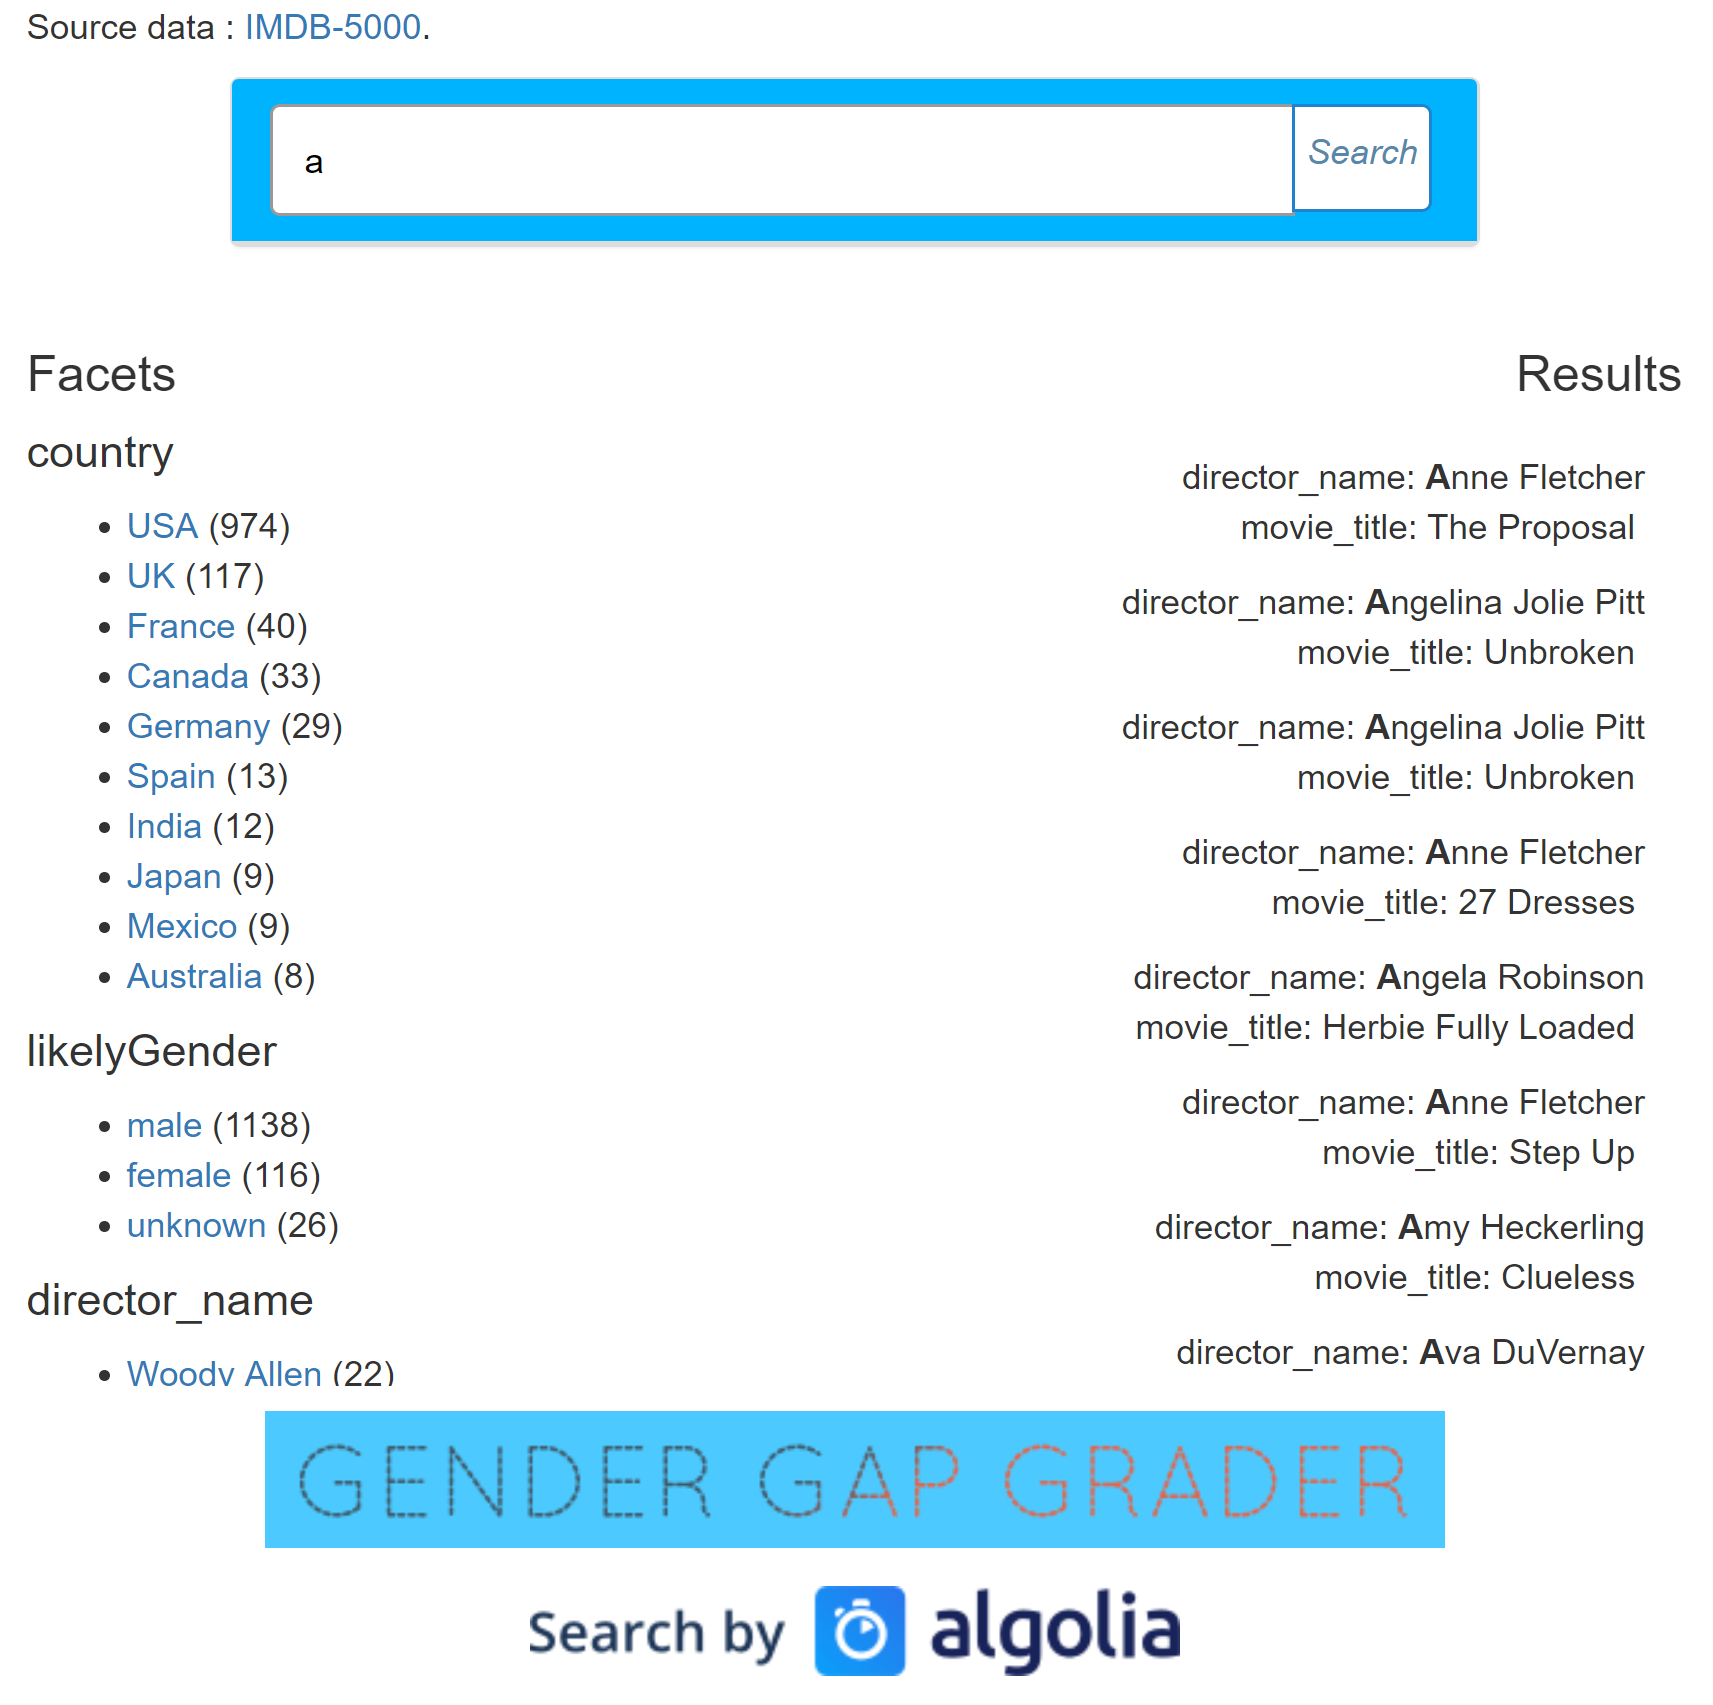 Source data : IMDB-5000.
a
Search
Facets
country
USA (974)
UK (117)
France (40)
Canada (33)
Germany (29)
Spain (13)
India (12)
Japan (9)
Mexico (9)
Australia (8)
likelyGender
male (1138)
female (116)
unknown (26)
director_name
Woody Allen (22)
Results
director_name: Anne Fletcher
movie_title: The Proposal
director_name: Angelina Jolie Pitt
movie_title: Unbroken
director_name: Angelina Jolie Pitt
movie_title: Unbroken
director_name: Anne Fletcher
movie_title: 27 Dresses
director_name: Angela Robinson
movie_title: Herbie Fully Loaded
director_name: Anne Fletcher
movie_title: Step Up
director_name: Amy Heckerling
movie_title: Clueless
director_name: Ava DuVernay
GENDER GAP GRADER
Search by algolia